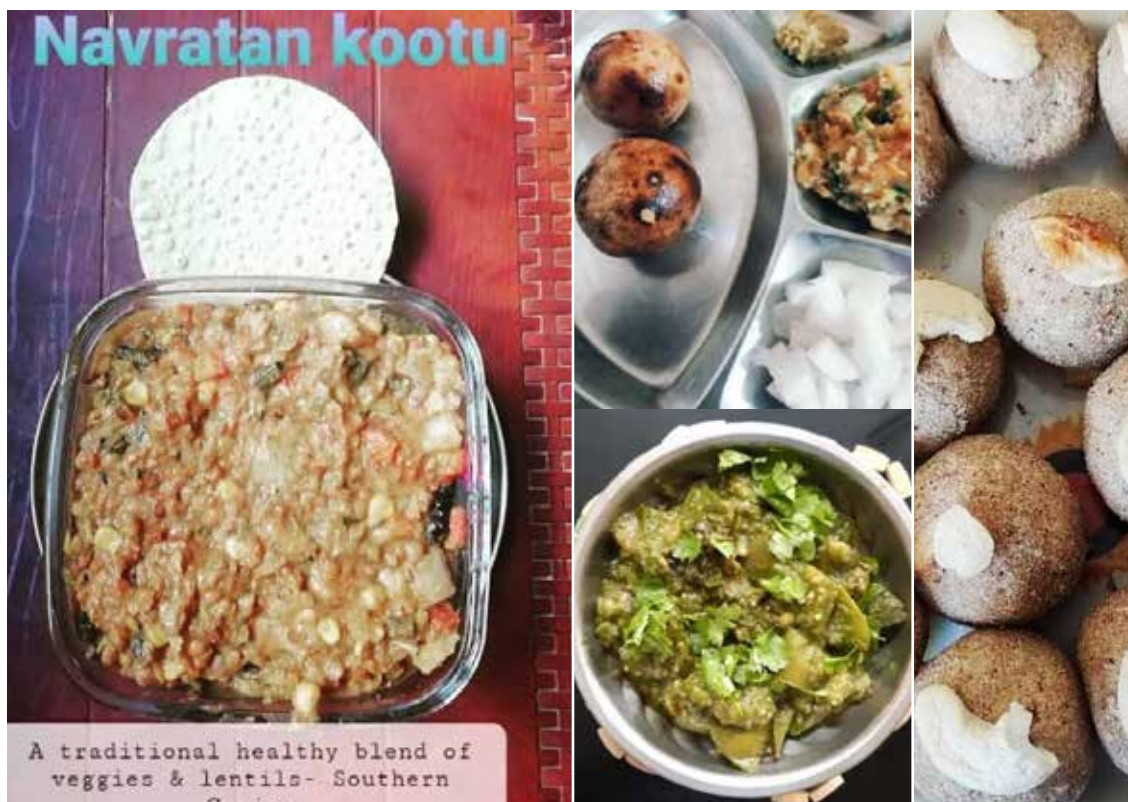 Navratan kootu
A traditional healthy blend of
veggies & lentils- Southern